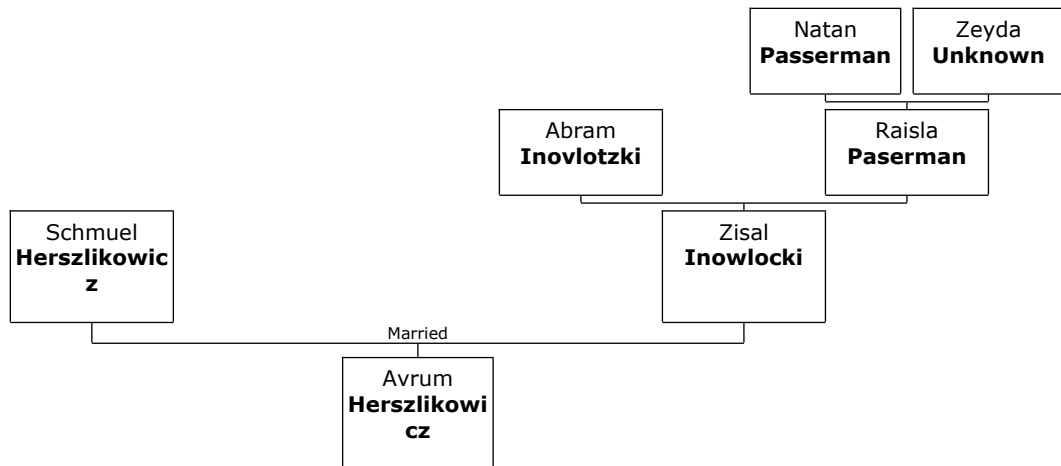 Natan
Passerman
Zeyda
Unknown
Abram
Inovlotzki
Raisla
Paserman
Schmuel
Herszlikowic
z
Zisal
Inowlocki
Married
Avrum
Herszlikowi
cz